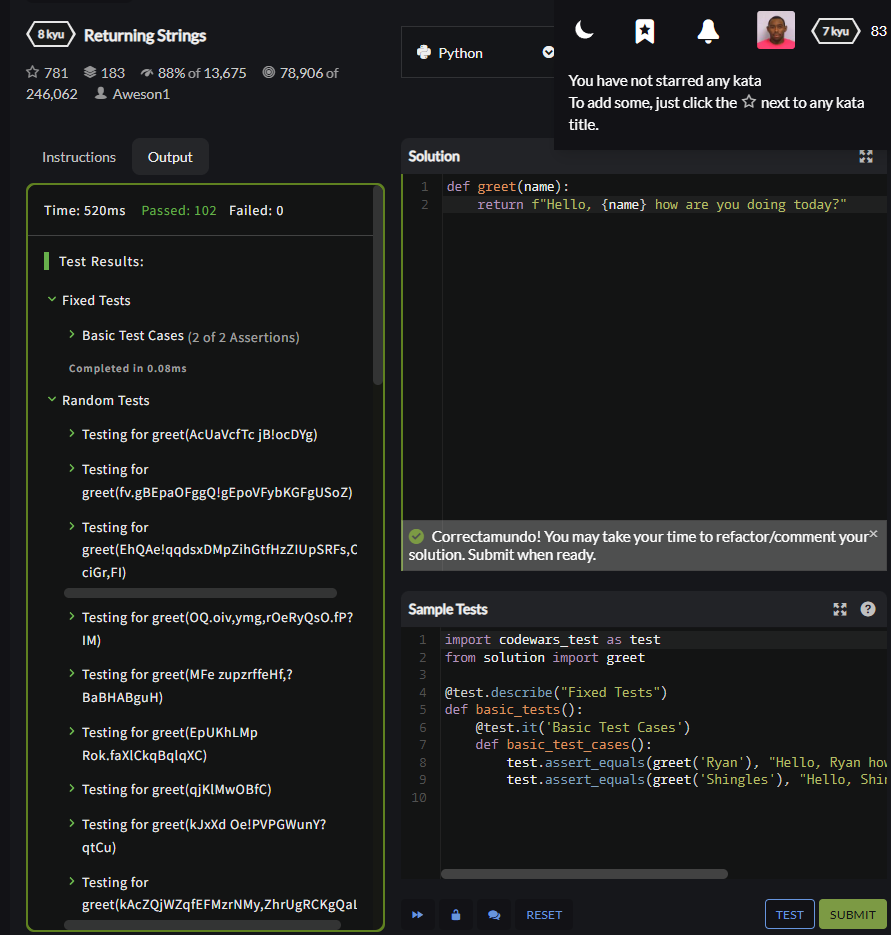 8 kyu Returning Strings
781 183 88% of 13,675 78,906 of
246,062 Aweson1
Python
7 kyu 83
You have not starred any kata
To add some, just click the ☆ next to any kata
title.
Instructions Output
Time: 520ms Passed: 102 Failed: 0
Test Results:
Fixed Tests
Basic Test Cases (2 of 2 Assertions)
Completed in 0.08ms
Random Tests
Testing for greet(AcUaVcfTc jB!ocDYg)
Testing for
greet(fv.gBEpaOFggQ!gEpoVFybKGFgUSoZ)
Testing for
greet(EhQAe!qqdsxDMpZihGtfHzZIUpSRFs,C
ciGr,FI)
Testing for greet(OQ.oiv,ymg,rOeRyQsO.fP?
IM)
Testing for greet(MFe zupzrffeHf,?
BaBHABguH)
Testing for greet(EpUKhLMp
Rok.faXlCkqBqlqXC)
Testing for greet(qjKlMwOBfC)
Testing for greet(kJxXd Oe!PVPGWunY?
qtCu)
Testing for
greet(kAcZQjWZqfEFMzrNMy,ZhrUgRCKgQaL
Solution
1 def greet(name):
2     return f"Hello, {name} how are you doing today?"
Correctamundo! You may take your time to refactor/comment your
solution. Submit when ready.
Sample Tests
1 import codewars_test as test
2 from solution import greet
3
4 @test.describe("Fixed Tests")
5 def basic_tests():
6     @test.it('Basic Test Cases')
7     def basic_test_cases():
8         test.assert_equals(greet('Ryan'), "Hello, Ryan how
9         test.assert_equals(greet('Shingles'), "Hello, Shin
10
RESET TEST SUBMIT